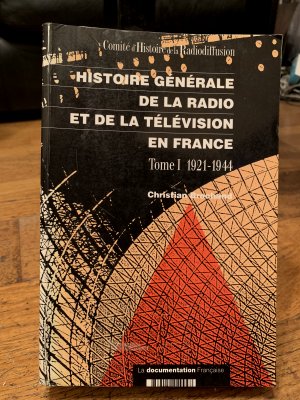 Comité d'Histoire de la Radiodiffusion
HISTOIRE GÉNÉRALE
DE LA RADIO
ET DE LA TÉLÉVISION
EN FRANCE
Tome I 1921-1944
Christian
La documentation Française